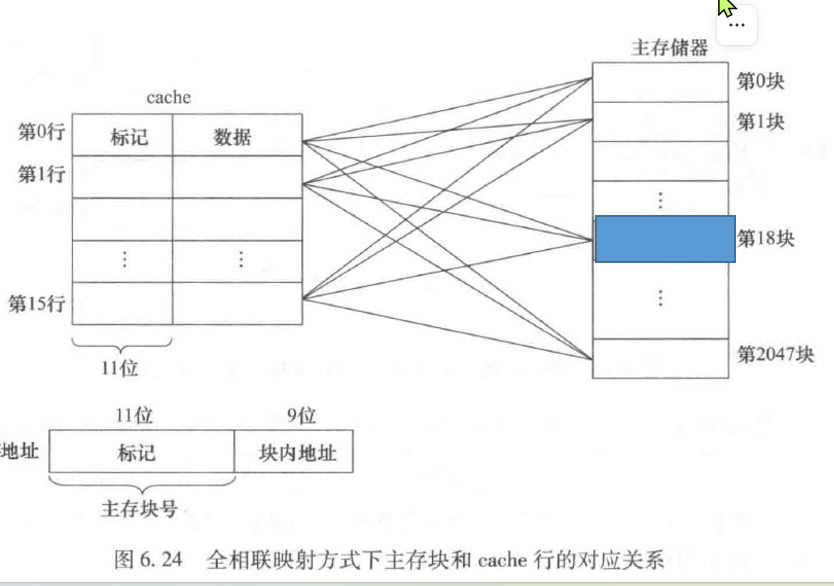 ...
主存储器
cache
第0块
第0行 标记 数据
第1块
第1行
⋮
⋮ ⋮
第18块
第15行
⋮
11位
第2047块
11位 9位
地址 标记 块内地址
主存块号
图 6.24 全相联映射方式下主存块和 cache 行的对应关系